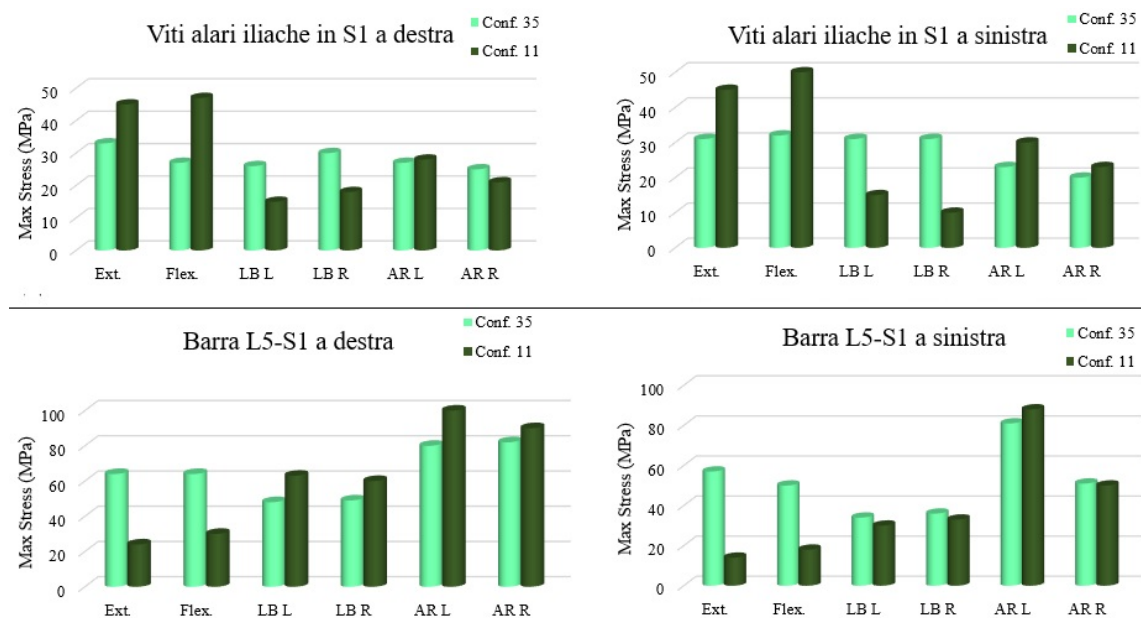 Viti alari iliache in S1 a destra
Conf. 35
Conf. 11
Max Stress (MPa)
50
40
30
20
10
0
Ext. Flex. LB L LB R AR L AR R
Viti alari iliache in S1 a sinistra
Conf. 35
Conf. 11
Max Stress (MPa)
50
40
30
20
10
0
Ext. Flex. LB L LB R AR L AR R
Barra L5-S1 a destra
Conf. 35
Conf. 11
Max Stress (MPa)
100
80
60
40
20
0
Ext. Flex. LB L LB R AR L AR R
Barra L5-S1 a sinistra
Conf. 35
Conf. 11
Max Stress (MPa)
100
80
60
40
20
0
Ext. Flex. LB L LB R AR L AR R